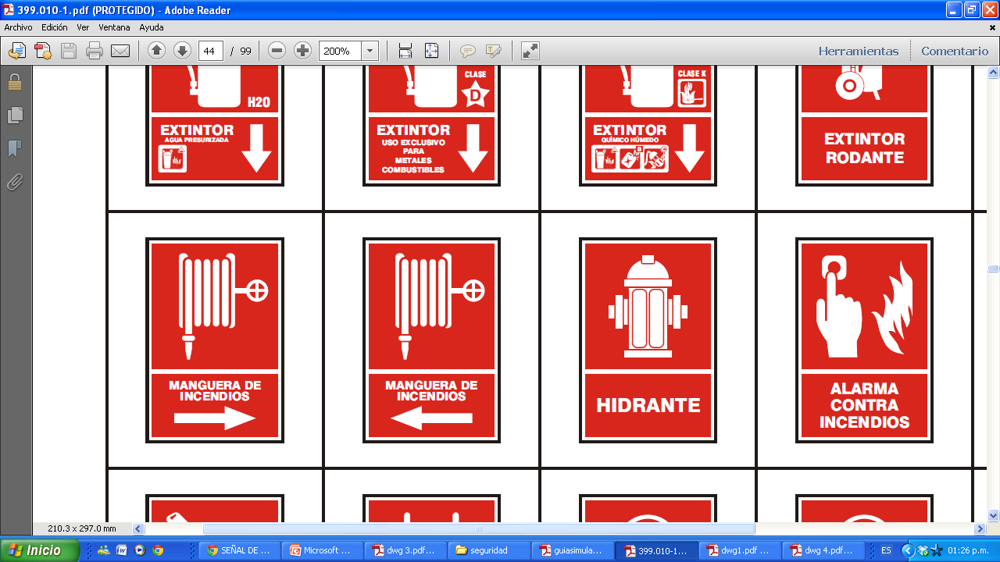 399.010-1.pdf (PROTEGIDO) - Adobe Reader
Archivo Edición Ver Ventana Ayuda
44 / 99 200% Herramientas Comentario
H2O
EXTINTOR
AGUA PRESURIZADA
A
CLASE
D
EXTINTOR
USO EXCLUSIVO
PARA
METALES
COMBUSTIBLES
CLASE K
EXTINTOR
QUÍMICO HÚMEDO
A B C
EXTINTOR
RODANTE
MANGUERA DE
INCENDIOS
MANGUERA DE
INCENDIOS
HIDRANTE
ALARMA
CONTRA
INCENDIOS
210.3 x 297.0 mm
Inicio SEÑAL DE ... Microsoft ... dwg 3.pdf... seguridad guiasimula... 399.010-1... dwg1.pdf ... dwg 4.pdf... ES 01:26 p.m.